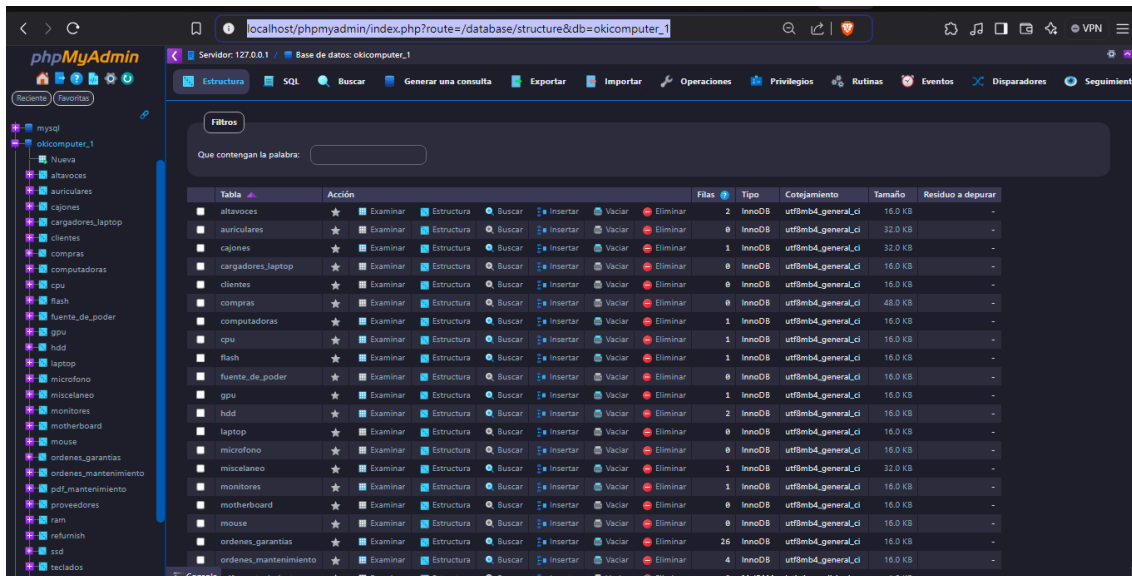 localhost/phpmyadmin/index.php?route=/database/structure&db=okicomputer_1
VPN
phpMyAdmin
Reciente Favoritas
mysql
okicomputer_1
Nueva
altavoces
auriculares
cajones
cargadores_laptop
clientes
compras
computadoras
cpu
flash
fuente_de_poder
gpu
hdd
laptop
microfono
miscelaneo
monitores
motherboard
mouse
ordenes_garantias
ordenes_mantenimiento
pdf_mantenimiento
proveedores
ram
refurnish
ssd
teclados
Servidor: 127.0.0.1 / Base de datos: okicomputer_1
Estructura SQL Buscar Generar una consulta Exportar Importar Operaciones Privilegios Rutinas Eventos Disparadores Seguimient
Filtros
Que contengan la palabra:
Tabla Acción Filas Tipo Cotejamiento Tamaño Residuo a depurar
altavoces Examinar Estructura Buscar Insertar Vaciar Eliminar 2 InnoDB utf8mb4_general_ci 16.0 KB -
auriculares Examinar Estructura Buscar Insertar Vaciar Eliminar 0 InnoDB utf8mb4_general_ci 32.0 KB -
cajones Examinar Estructura Buscar Insertar Vaciar Eliminar 1 InnoDB utf8mb4_general_ci 32.0 KB -
cargadores_laptop Examinar Estructura Buscar Insertar Vaciar Eliminar 0 InnoDB utf8mb4_general_ci 16.0 KB -
clientes Examinar Estructura Buscar Insertar Vaciar Eliminar 0 InnoDB utf8mb4_general_ci 16.0 KB -
compras Examinar Estructura Buscar Insertar Vaciar Eliminar 0 InnoDB utf8mb4_general_ci 48.0 KB -
computadoras Examinar Estructura Buscar Insertar Vaciar Eliminar 1 InnoDB utf8mb4_general_ci 16.0 KB -
cpu Examinar Estructura Buscar Insertar Vaciar Eliminar 1 InnoDB utf8mb4_general_ci 16.0 KB -
flash Examinar Estructura Buscar Insertar Vaciar Eliminar 1 InnoDB utf8mb4_general_ci 16.0 KB -
fuente_de_poder Examinar Estructura Buscar Insertar Vaciar Eliminar 0 InnoDB utf8mb4_general_ci 16.0 KB -
gpu Examinar Estructura Buscar Insertar Vaciar Eliminar 1 InnoDB utf8mb4_general_ci 16.0 KB -
hdd Examinar Estructura Buscar Insertar Vaciar Eliminar 2 InnoDB utf8mb4_general_ci 16.0 KB -
laptop Examinar Estructura Buscar Insertar Vaciar Eliminar 0 InnoDB utf8mb4_general_ci 16.0 KB -
microfono Examinar Estructura Buscar Insertar Vaciar Eliminar 0 InnoDB utf8mb4_general_ci 16.0 KB -
miscelaneo Examinar Estructura Buscar Insertar Vaciar Eliminar 1 InnoDB utf8mb4_general_ci 32.0 KB -
monitores Examinar Estructura Buscar Insertar Vaciar Eliminar 1 InnoDB utf8mb4_general_ci 16.0 KB -
motherboard Examinar Estructura Buscar Insertar Vaciar Eliminar 0 InnoDB utf8mb4_general_ci 16.0 KB -
mouse Examinar Estructura Buscar Insertar Vaciar Eliminar 0 InnoDB utf8mb4_general_ci 16.0 KB -
ordenes_garantias Examinar Estructura Buscar Insertar Vaciar Eliminar 26 InnoDB utf8mb4_general_ci 16.0 KB -
ordenes_mantenimiento Examinar Estructura Buscar Insertar Vaciar Eliminar 4 InnoDB utf8mb4_general_ci 16.0 KB -